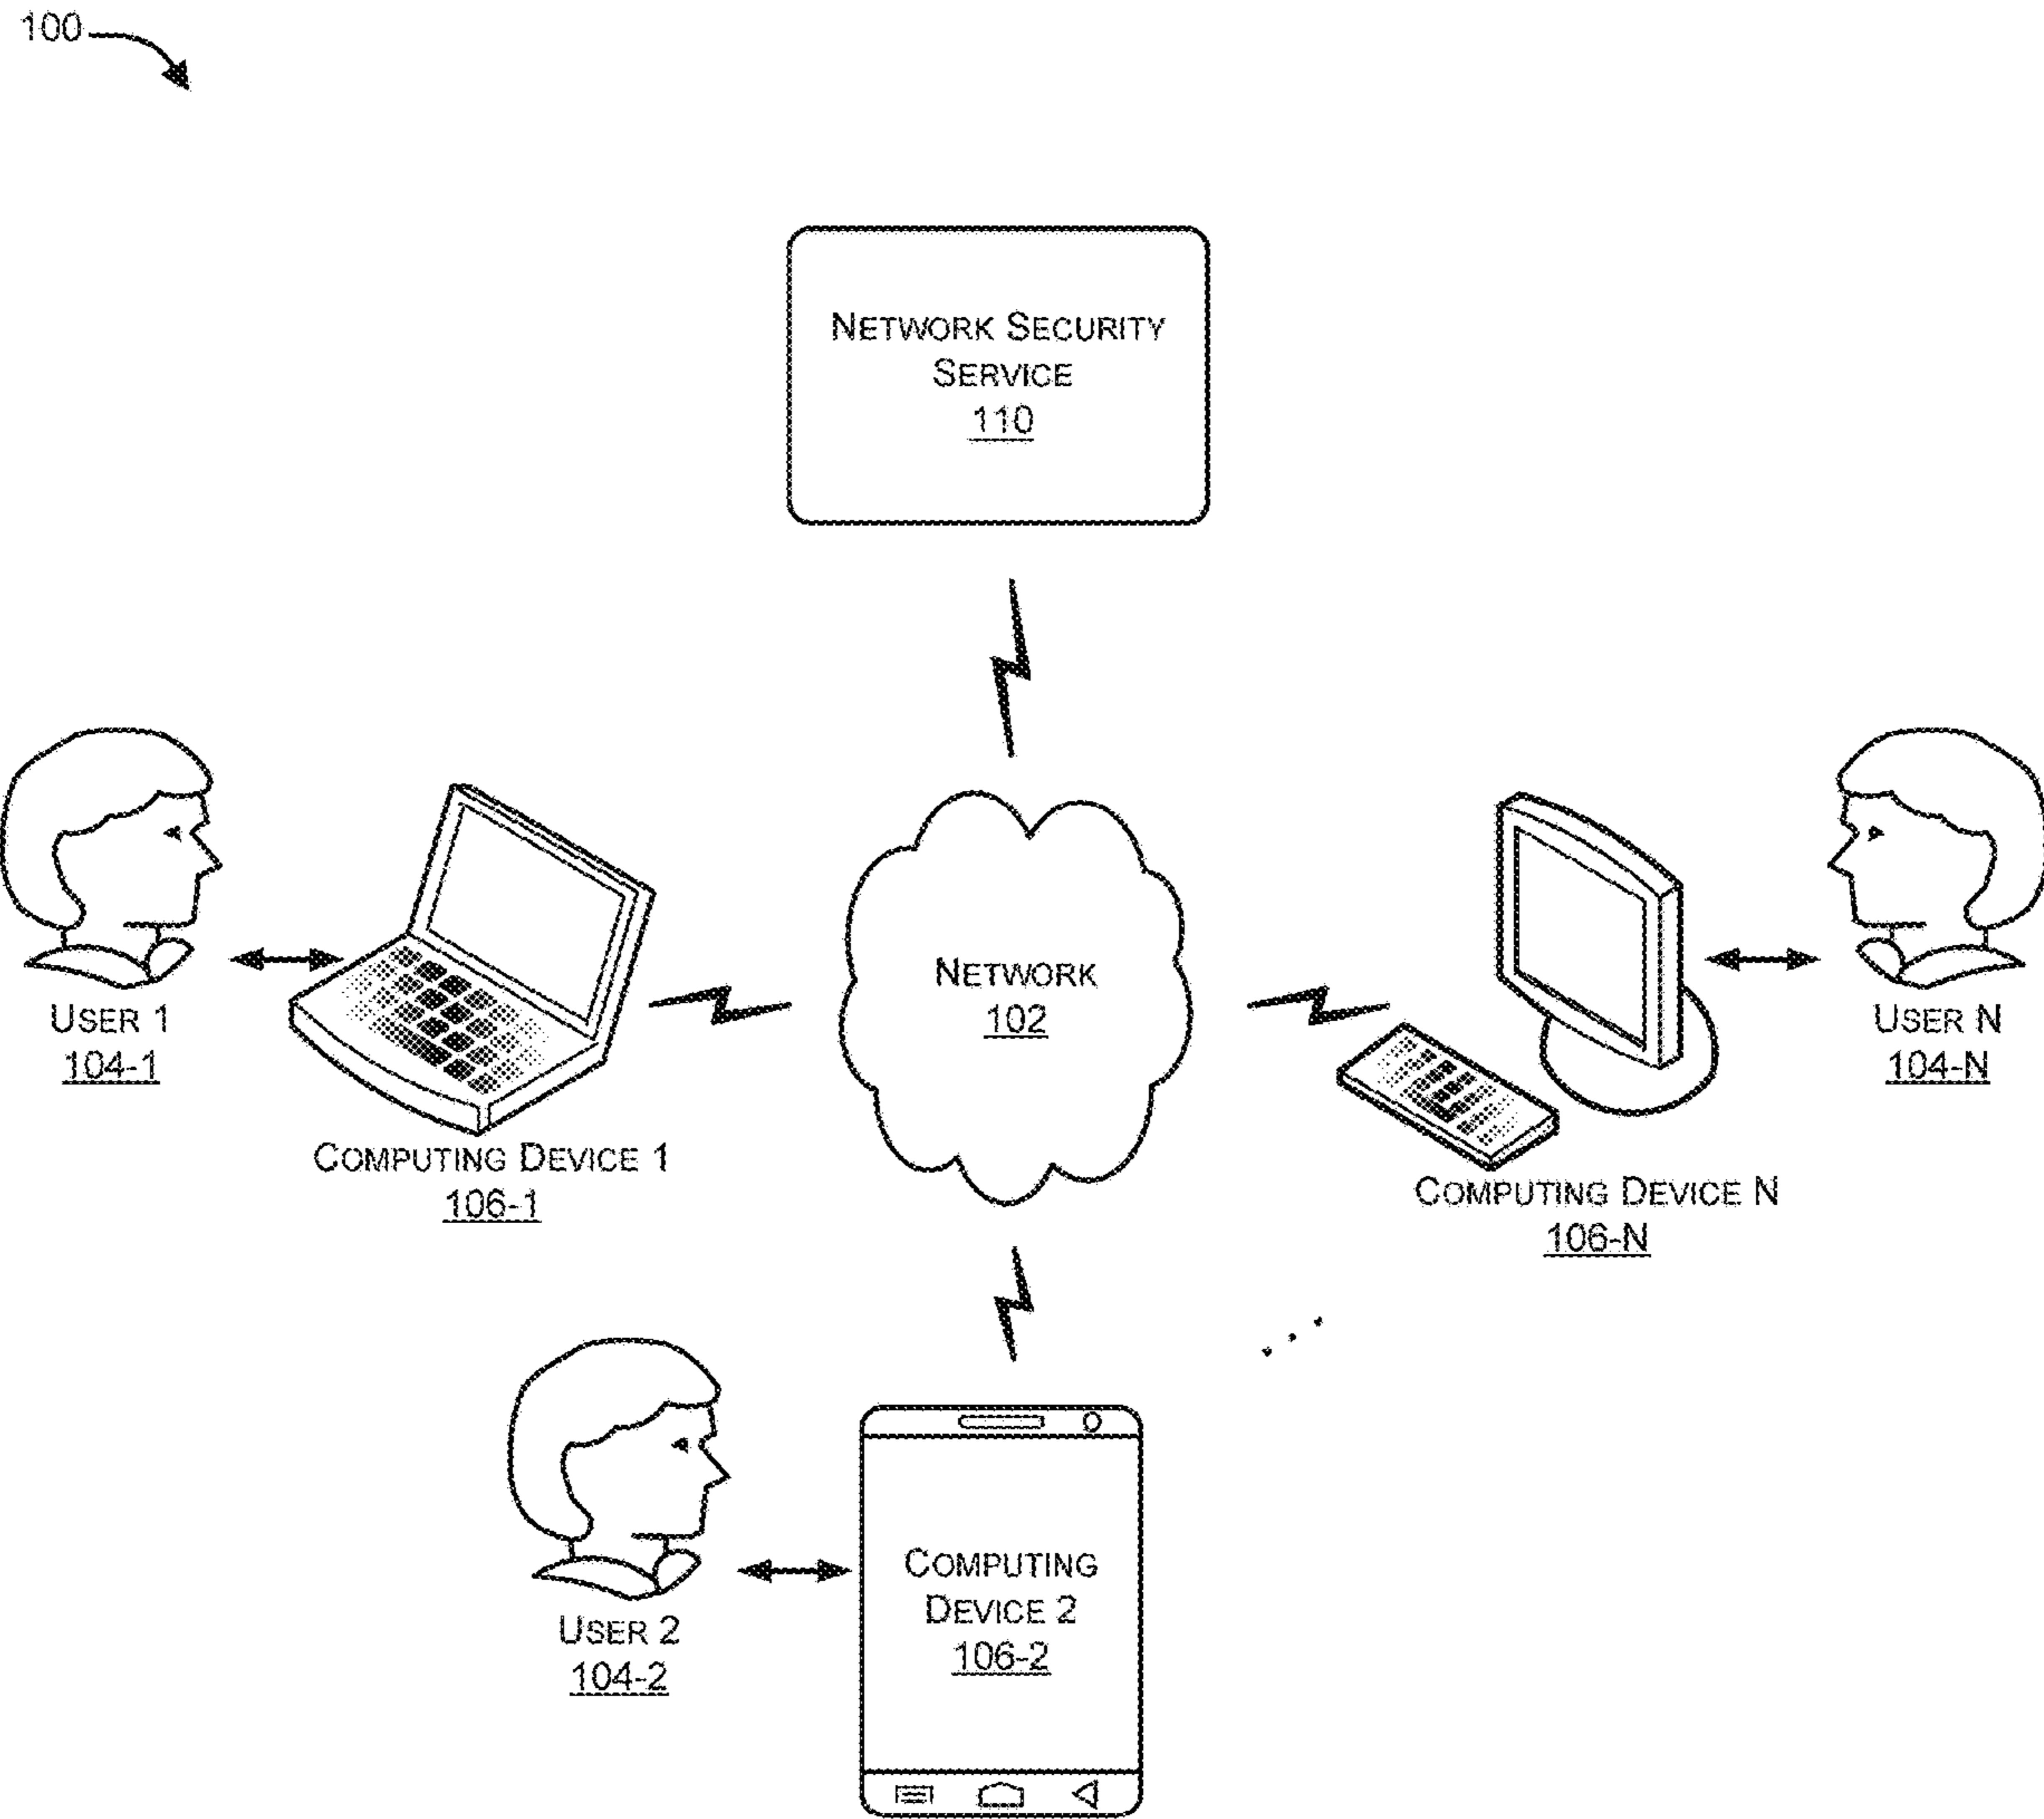 100
NETWORK SECURITY
SERVICE
110
NETWORK
102
USER 1
104-1
COMPUTING DEVICE 1
106-1
USER N
104-N
COMPUTING DEVICE N
106-N
...
USER 2
104-2
COMPUTING
DEVICE 2
106-2